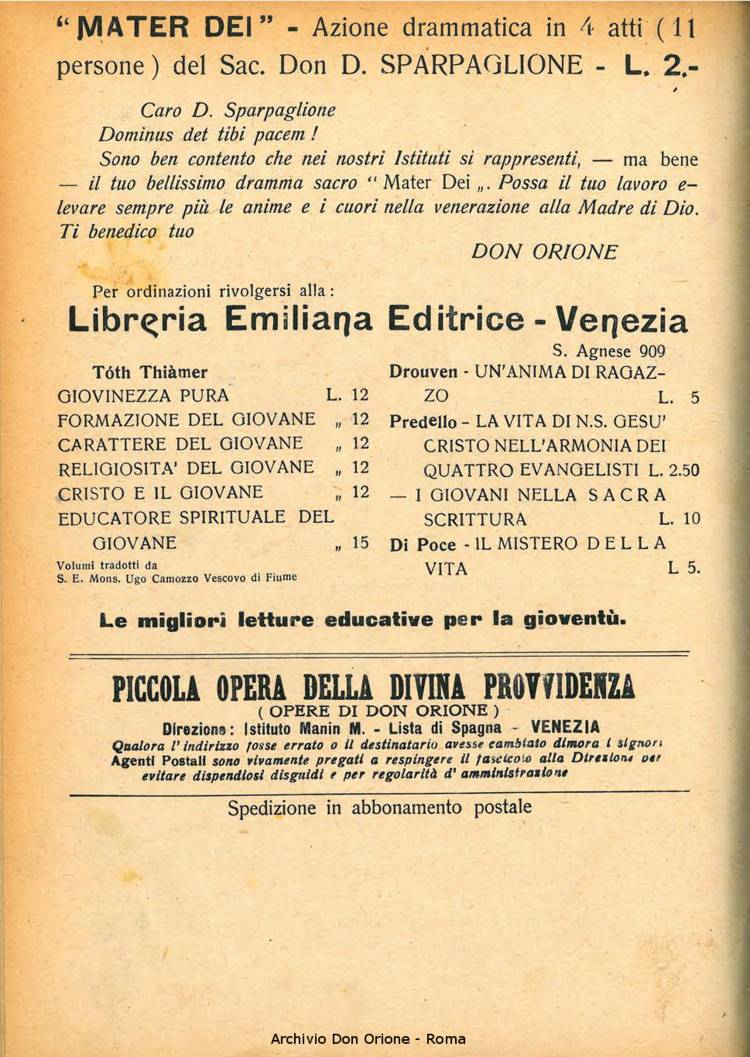 “ MATER DEI ” - Azione drammatica in 4 atti ( 11
persone ) del Sac. Don D. SPARPAGLIONE - L. 2.-
Caro D. Sparpaglione
Dominus det tibi pacem !
Sono ben contento che nei nostri Istituti si rappresenti, — ma bene
— il tuo bellissimo dramma sacro “ Mater Dei „. Possa il tuo lavoro e-
levare sempre più le anime e i cuori nella venerazione alla Madre di Dio.
Ti benedico tuo
DON ORIONE
Per ordinazioni rivolgersi alla :
Libreria Emiliana Editrice - Venezia
S. Agnese 909
Tóth Thiàmer
GIOVINEZZA PURA L. 12
FORMAZIONE DEL GIOVANE „ 12
CARATTERE DEL GIOVANE „ 12
RELIGIOSITA' DEL GIOVANE „ 12
CRISTO E IL GIOVANE „ 12
EDUCATORE SPIRITUALE DEL
GIOVANE „ 15
Volumi tradotti da
S. E. Mons. Ugo Camozzo Vescovo di Fiume
Drouven - UN'ANIMA DI RAGAZ-
ZO L. 5
Predello - LA VITA DI N.S. GESU'
CRISTO NELL'ARMONIA DEI
QUATTRO EVANGELISTI L. 2.50
— I GIOVANI NELLA SACRA
SCRITTURA L. 10
Di Poce - IL MISTERO DELLA
VITA L 5.
Le migliori letture educative per la gioventù.
PICCOLA OPERA DELLA DIVINA PROVVIDENZA
( OPERE DI DON ORIONE )
Direzione : Istituto Manin M. - Lista di Spagna - VENEZIA
Qualora l' indirizzo fosse errato o il destinatario avesse cambiato dimora i signori
Agenti Postali sono vivamente pregati a respingere il fascicolo alla Direzione per
evitare dispendiosi disguidi e per regolarità d' amministrazione
Spedizione in abbonamento postale
Archivio Don Orione - Roma